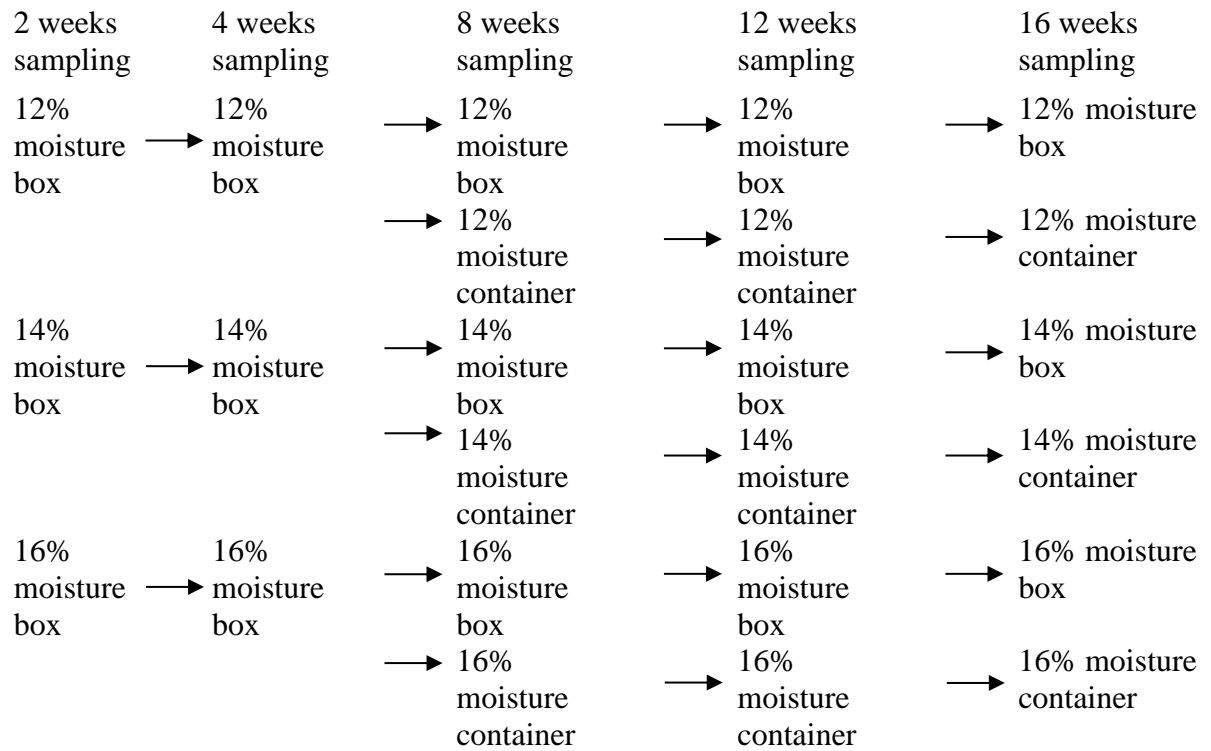 2 weeks sampling
4 weeks sampling
8 weeks sampling
12 weeks sampling
16 weeks sampling
12% moisture box
12% moisture box
12% moisture box
12% moisture box
12% moisture box
12% moisture container
12% moisture container
12% moisture container
14% moisture box
14% moisture box
14% moisture box
14% moisture box
14% moisture box
14% moisture container
14% moisture container
14% moisture container
16% moisture box
16% moisture box
16% moisture box
16% moisture box
16% moisture box
16% moisture container
16% moisture container
16% moisture container